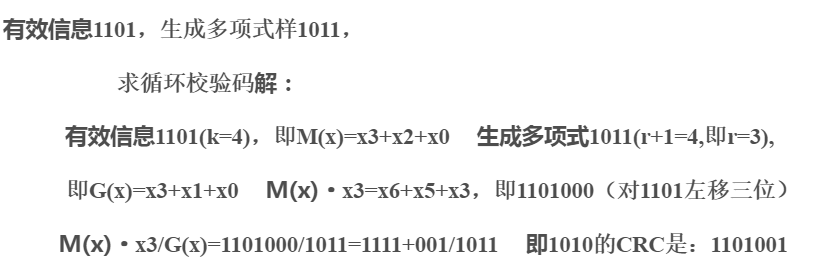 有效信息1101，生成多项式样1011，
求循环校验码解：
有效信息1101(k=4)，即M(x)=x3+x2+x0 生成多项式1011(r+1=4,即r=3),
即G(x)=x3+x1+x0 M(x)·x3=x6+x5+x3，即1101000（对1101左移三位）
M(x)·x3/G(x)=1101000/1011=1111+001/1011 即1010的CRC是：1101001